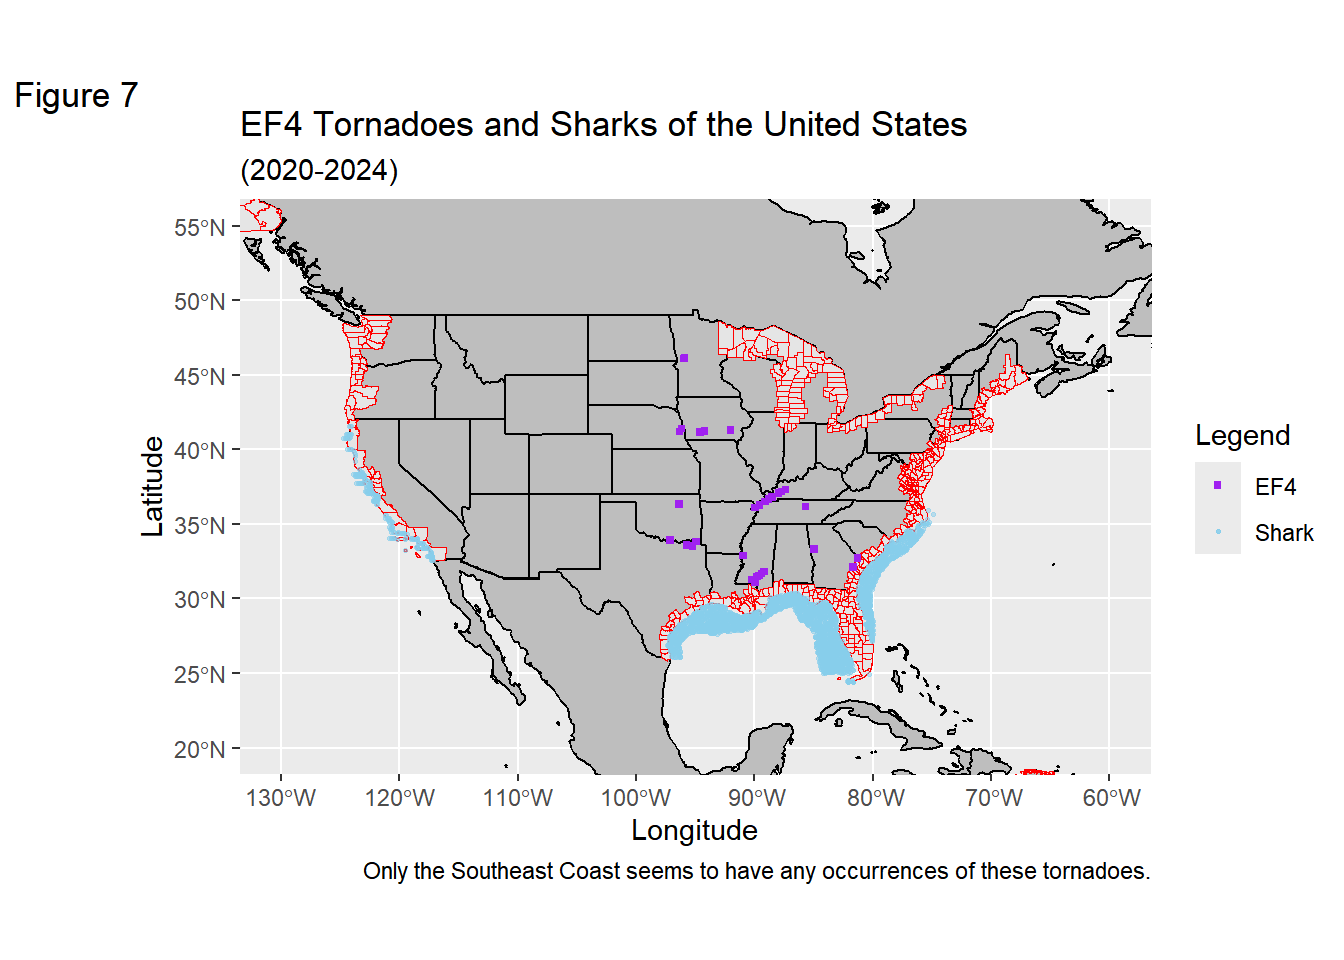 Figure 7
EF4 Tornadoes and Sharks of the United States
(2020-2024)
55°N
50°N
45°N
40°N
35°N
30°N
25°N
20°N
Latitude
130°W 120°W 110°W 100°W 90°W 80°W 70°W 60°W
Longitude
Legend
EF4
Shark
Only the Southeast Coast seems to have any occurrences of these tornadoes.